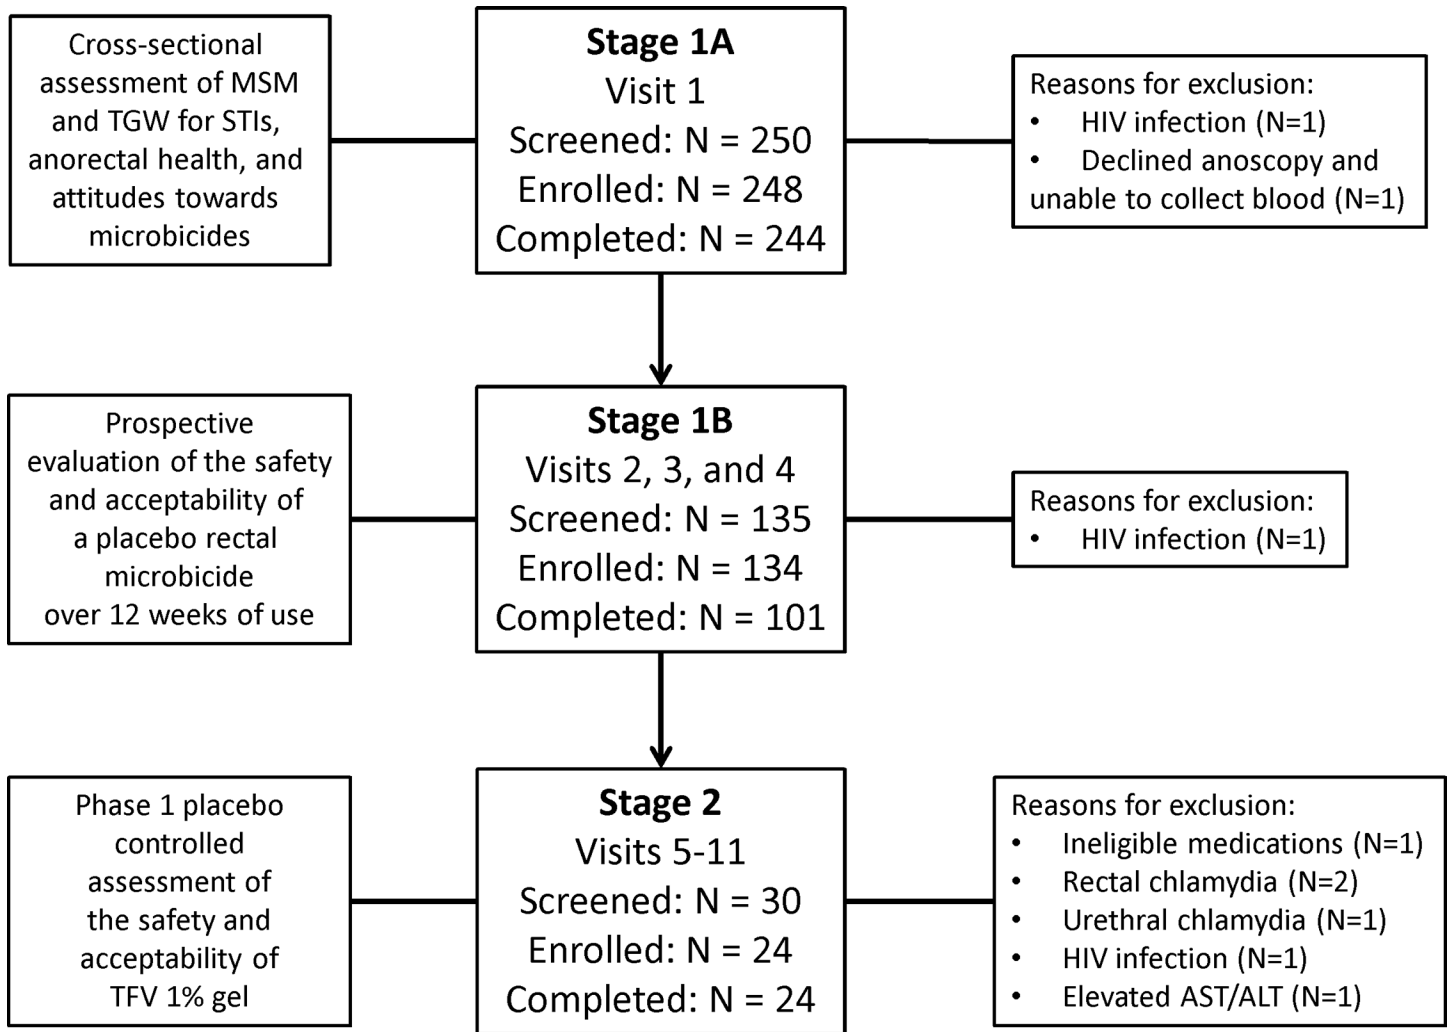 Cross-sectional
assessment of MSM
and TGW for STIs,
anorectal health, and
attitudes towards
microbicides
Stage 1A
Visit 1
Screened: N = 250
Enrolled: N = 248
Completed: N = 244
Reasons for exclusion:
• HIV infection (N=1)
• Declined anoscopy and
unable to collect blood (N=1)
Prospective
evaluation of the safety
and acceptability of
a placebo rectal
microbicide
over 12 weeks of use
Stage 1B
Visits 2, 3, and 4
Screened: N = 135
Enrolled: N = 134
Completed: N = 101
Reasons for exclusion:
• HIV infection (N=1)
Phase 1 placebo
controlled
assessment of
the safety and
acceptability of
TFV 1% gel
Stage 2
Visits 5-11
Screened: N = 30
Enrolled: N = 24
Completed: N = 24
Reasons for exclusion:
• Ineligible medications (N=1)
• Rectal chlamydia (N=2)
• Urethral chlamydia (N=1)
• HIV infection (N=1)
• Elevated AST/ALT (N=1)